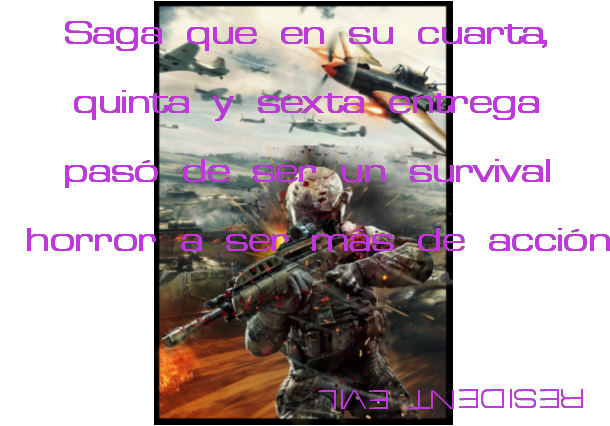 Saga que en su cuarta,
quinta y sexta entrega
pasó de ser un survival
horror a ser más de acción
RESIDENT EVIL